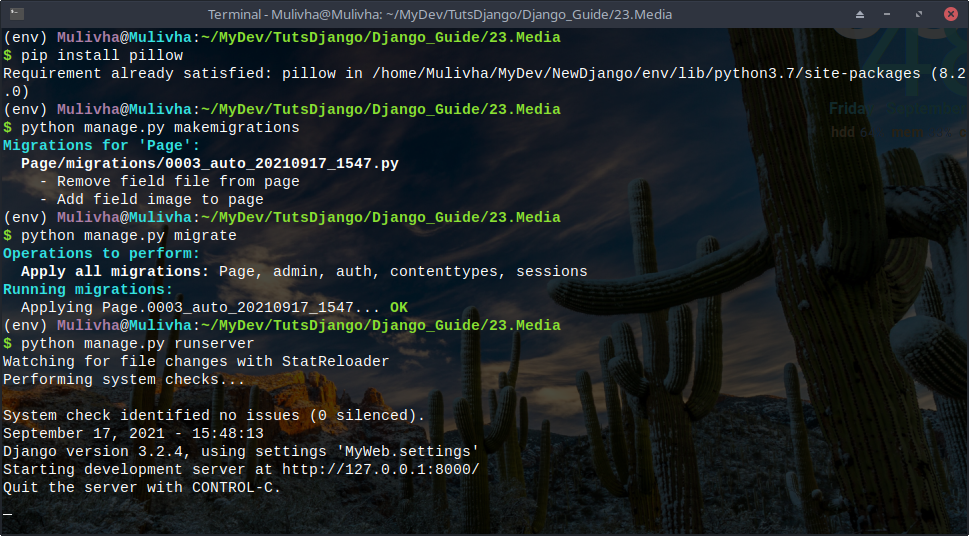 Terminal - Mulivha@Mulivha: ~/MyDev/TutsDjango/Django_Guide/23.Media
(env) Mulivha@Mulivha:~/MyDev/TutsDjango/Django_Guide/23.Media
$ pip install pillow
Requirement already satisfied: pillow in /home/Mulivha/MyDev/NewDjango/env/lib/python3.7/site-packages (8.2
.0)
(env) Mulivha@Mulivha:~/MyDev/TutsDjango/Django_Guide/23.Media
$ python manage.py makemigrations
Migrations for 'Page':
  Page/migrations/0003_auto_20210917_1547.py
    - Remove field file from page
    - Add field image to page
(env) Mulivha@Mulivha:~/MyDev/TutsDjango/Django_Guide/23.Media
$ python manage.py migrate
Operations to perform:
  Apply all migrations: Page, admin, auth, contenttypes, sessions
Running migrations:
  Applying Page.0003_auto_20210917_1547... OK
(env) Mulivha@Mulivha:~/MyDev/TutsDjango/Django_Guide/23.Media
$ python manage.py runserver
Watching for file changes with StatReloader
Performing system checks...

System check identified no issues (0 silenced).
September 17, 2021 - 15:48:13
Django version 3.2.4, using settings 'MyWeb.settings'
Starting development server at http://127.0.0.1:8000/
Quit the server with CONTROL-C.
48
Friday
hdd